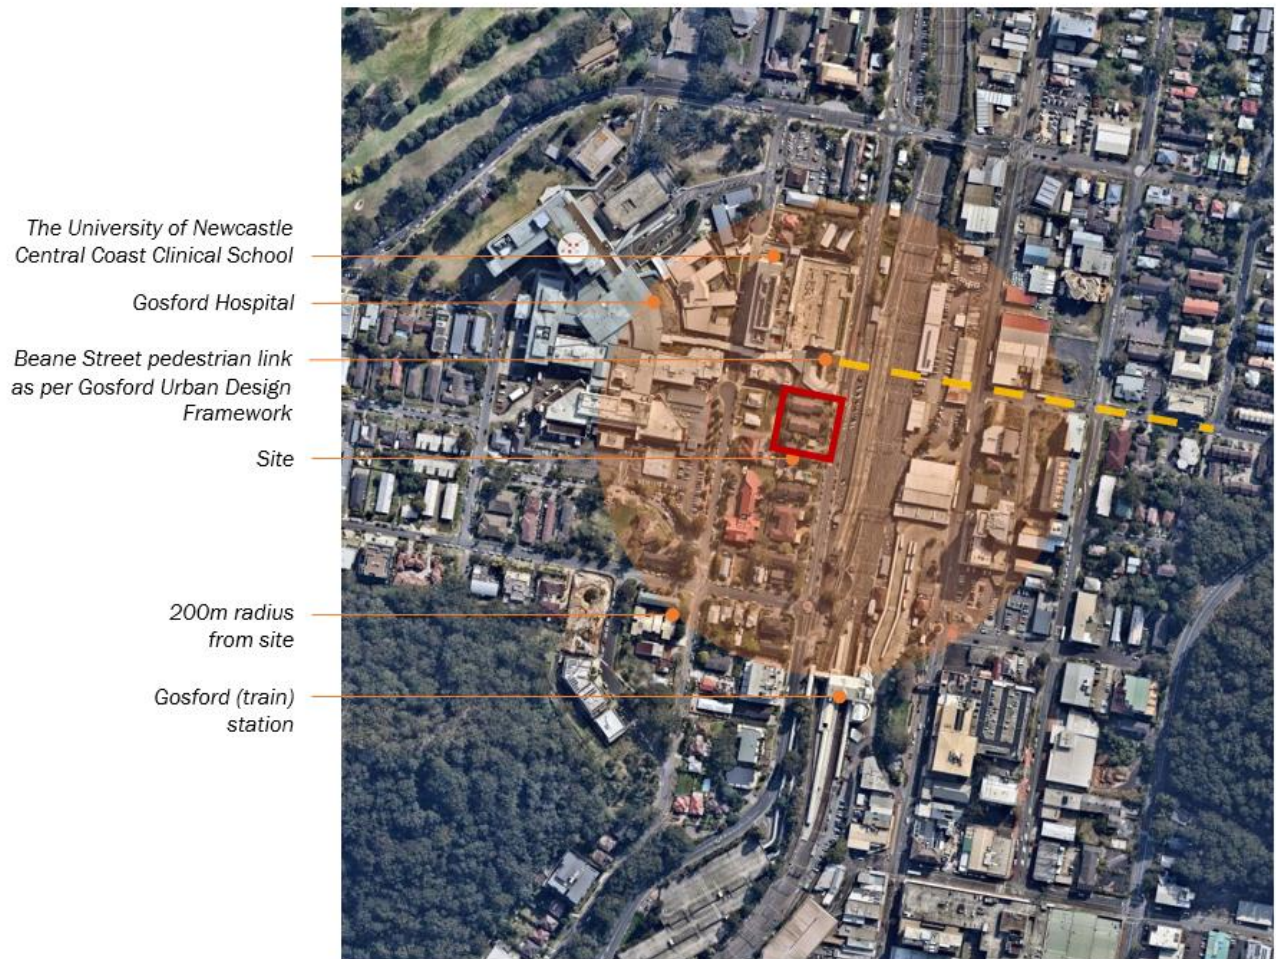 The University of Newcastle
Central Coast Clinical School
Gosford Hospital
Beane Street pedestrian link
as per Gosford Urban Design
Framework
Site
200m radius
from site
Gosford (train)
station